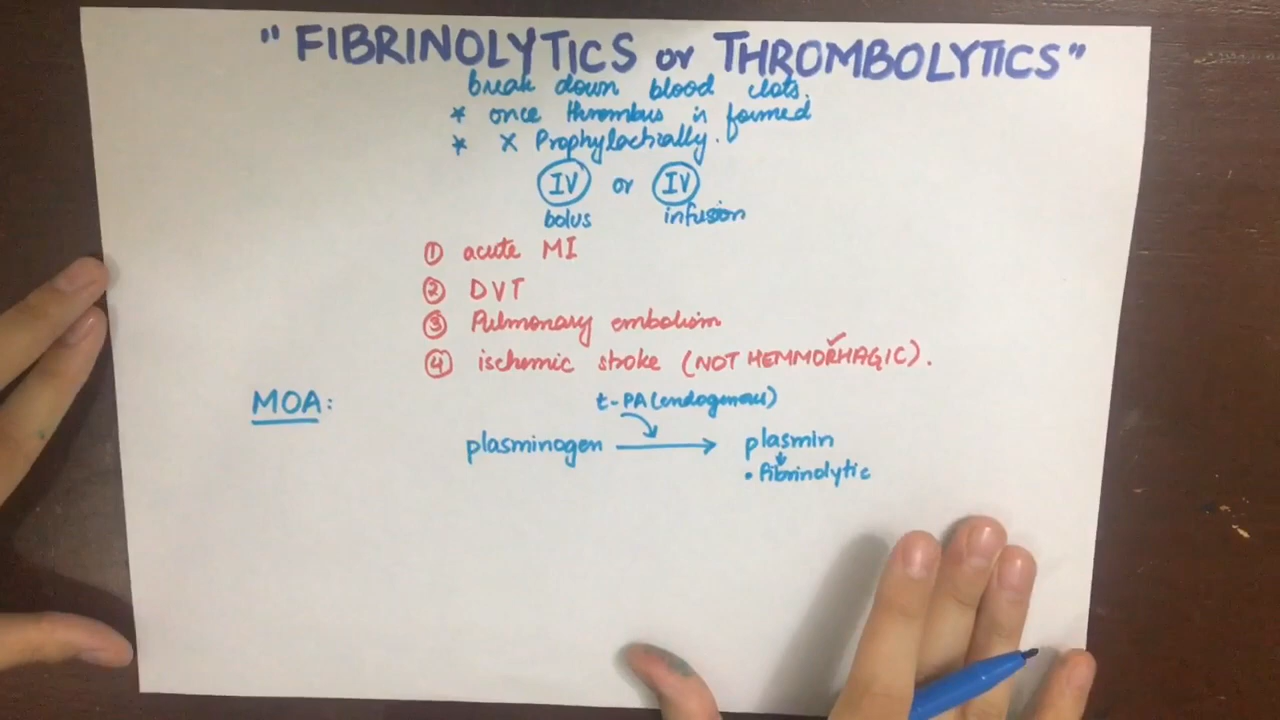 "FIBRINOLYTICS or THROMBOLYTICS"
break down blood clots.
* once thrombus is formed
* X Prophylactically.
IV or IV
bolus infusion
① acute MI
② DVT
③ Pulmonary embolism
④ ischemic stroke (NOT HEMMORHAGIC).
MOA:
t-PA (endogenous)
plasminogen → plasmin
↓
• Fibrinolytic